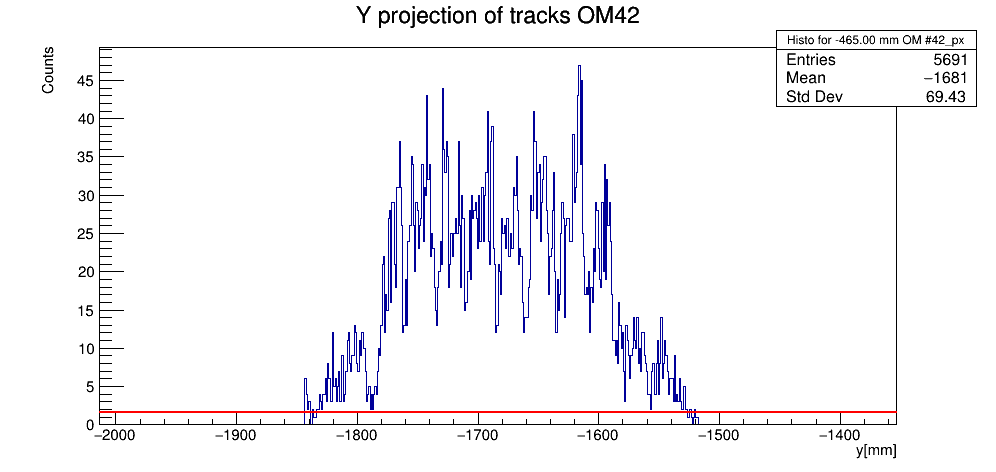 Y projection of tracks OM42
Histo for -465.00 mm OM #42_px
Entries 5691
Mean −1681
Std Dev 69.43
Counts
45
40
35
30
25
20
15
10
5
0
−2000 −1900 −1800 −1700 −1600 −1500 −1400
y[mm]